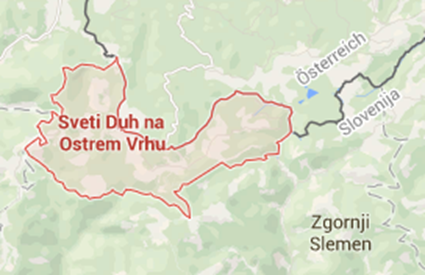 Österreich
Slovenija
Sveti Duh na
Ostrem Vrhu
Zgornji
Slemen